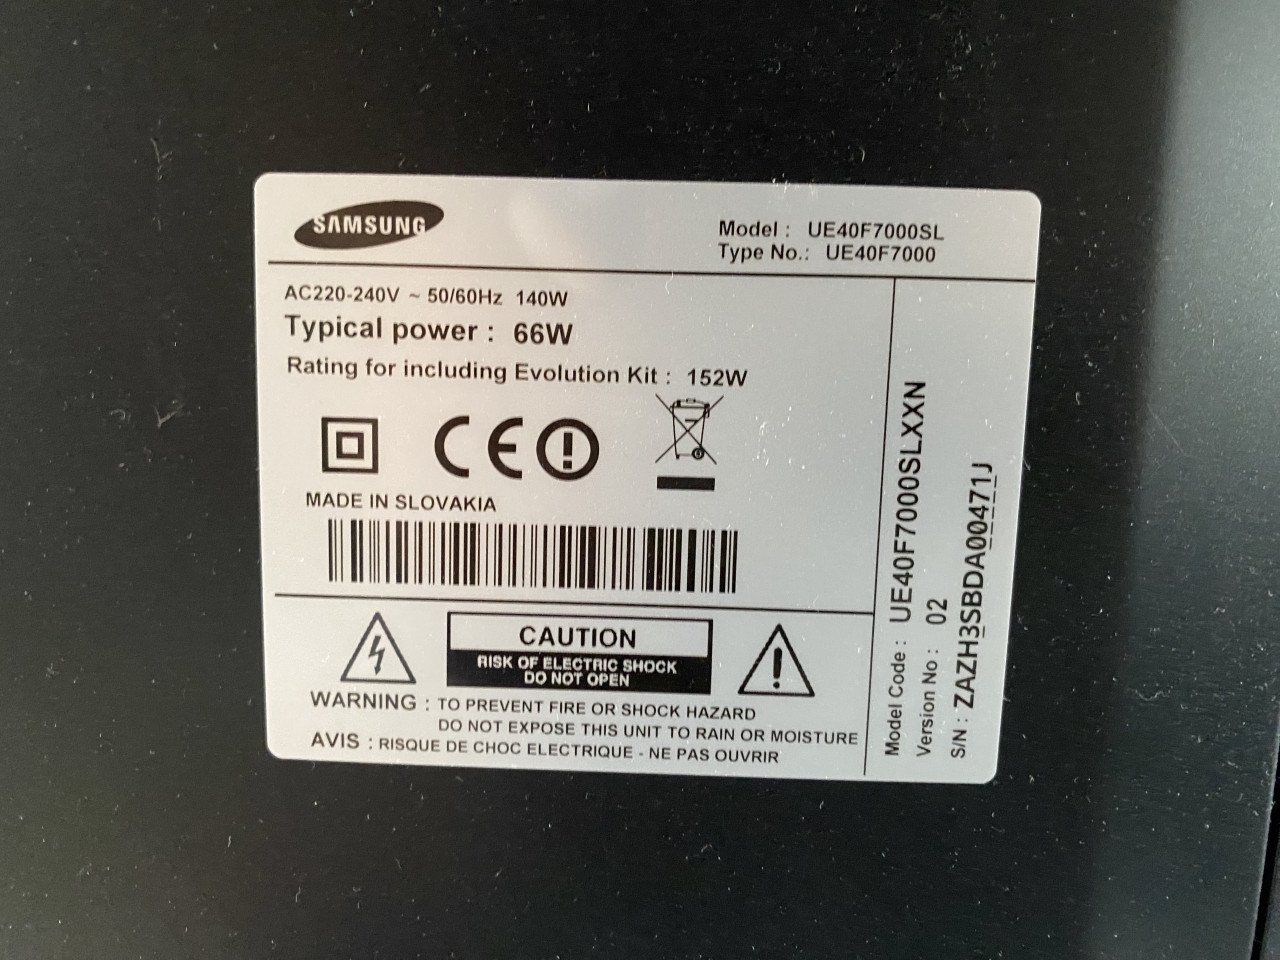 SAMSUNG
Model : UE40F7000SL
Type No.: UE40F7000
AC220-240V ~ 50/60Hz 140W
Typical power : 66W
Rating for including Evolution Kit : 152W
CE
MADE IN SLOVAKIA
CAUTION
RISK OF ELECTRIC SHOCK
DO NOT OPEN
WARNING : TO PREVENT FIRE OR SHOCK HAZARD
DO NOT EXPOSE THIS UNIT TO RAIN OR MOISTURE
AVIS : RISQUE DE CHOC ELECTRIQUE - NE PAS OUVRIR
Model Code : UE40F7000SLXXN
Version No : 02
S/N : ZAZH3SBDA00471J